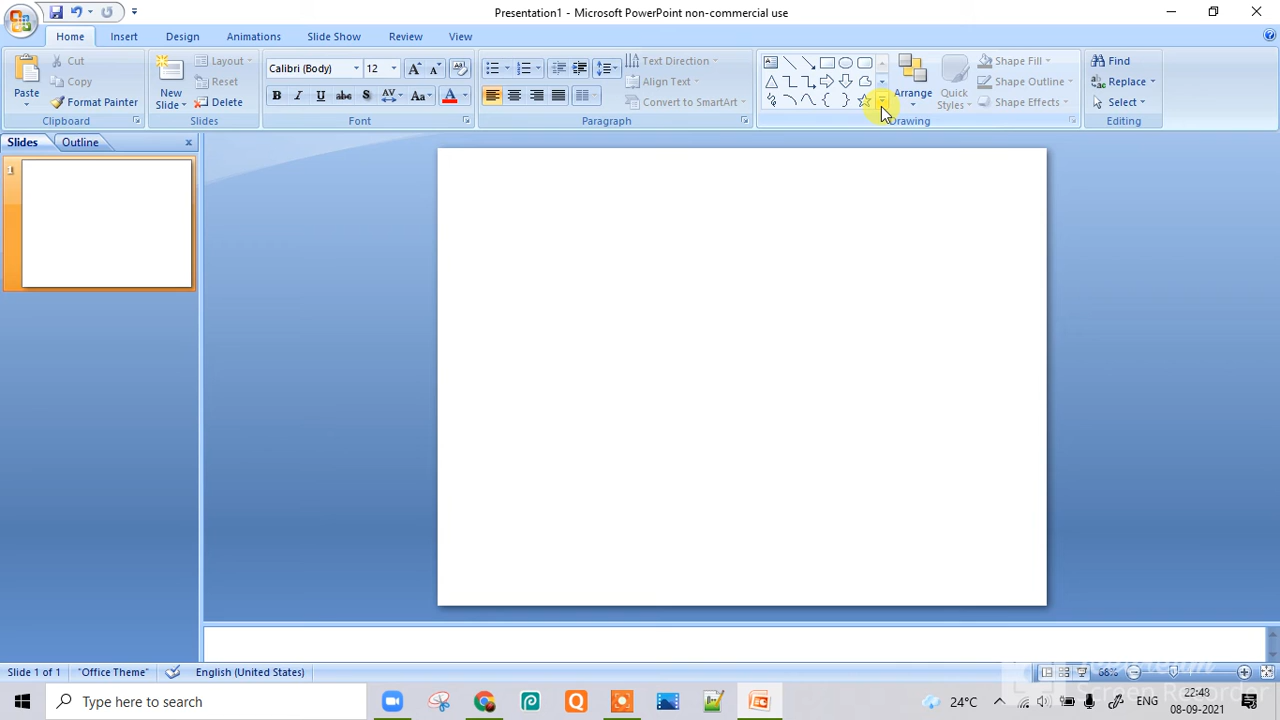 Presentation1 - Microsoft PowerPoint non-commercial use
Home Insert Design Animations Slide Show Review View
Paste Cut Copy Format Painter
Clipboard
New Slide Layout Reset Delete
Slides
Calibri (Body) 12
B I U abc S AV Aa A
Font
Text Direction Align Text Convert to SmartArt
Paragraph
Arrange Quick Styles Shape Fill Shape Outline Shape Effects
Drawing
Find Replace Select
Editing
Slides Outline
1
Slide 1 of 1 "Office Theme" English (United States) 68%
Type here to search
24°C ENG 22:48
08-09-2021